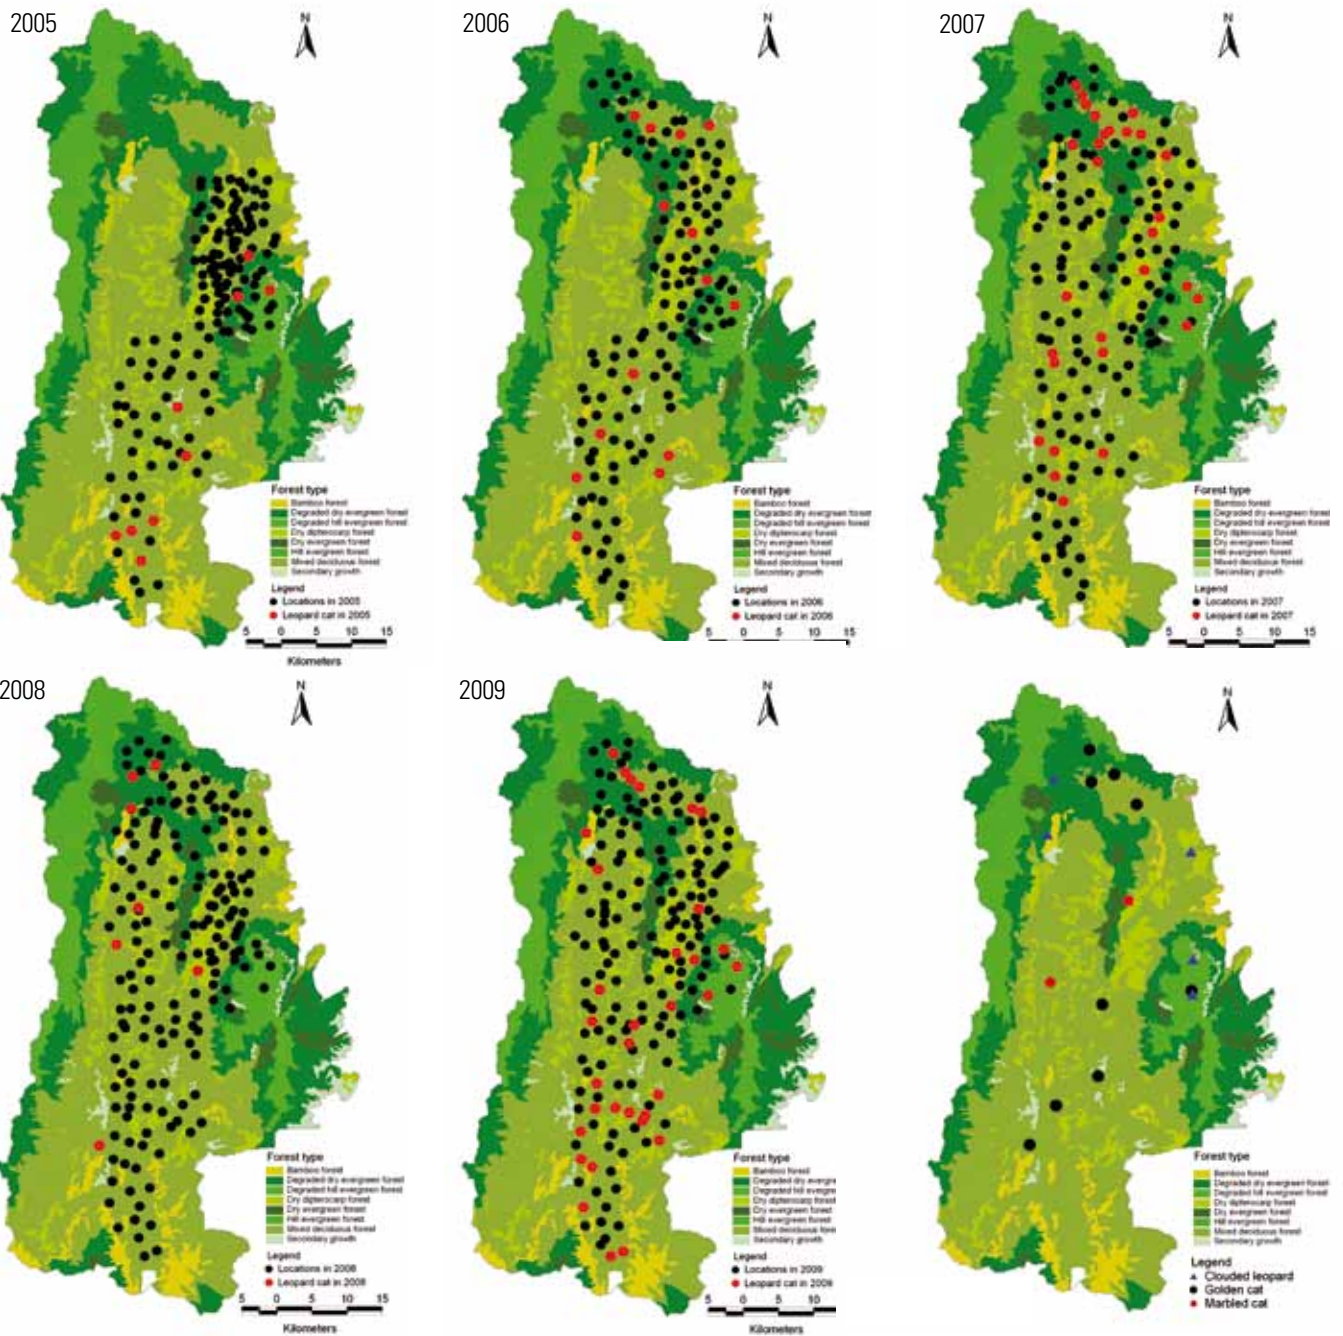 2005
N
Forest type
Bamboo forest
Degraded dry evergreen forest
Degraded hill evergreen forest
Dry dipterocarp forest
Dry evergreen forest
Hill evergreen forest
Mixed deciduous forest
Secondary growth
Legend
Locations in 2005
Leopard cat in 2005
5 0 5 10 15
Kilometers
2006
N
Forest type
Bamboo forest
Degraded dry evergreen forest
Degraded hill evergreen forest
Dry dipterocarp forest
Dry evergreen forest
Hill evergreen forest
Mixed deciduous forest
Secondary growth
Legend
Locations in 2006
Leopard cat in 2006
5 0 5 10 15
2007
N
Forest type
Bamboo forest
Degraded dry evergreen forest
Degraded hill evergreen forest
Dry dipterocarp forest
Dry evergreen forest
Hill evergreen forest
Mixed deciduous forest
Secondary growth
Legend
Locations in 2007
Leopard cat in 2007
5 0 5 10 15
2008
N
Forest type
Bamboo forest
Degraded dry evergreen forest
Degraded hill evergreen forest
Dry dipterocarp forest
Dry evergreen forest
Hill evergreen forest
Mixed deciduous forest
Secondary growth
Legend
Locations in 2008
Leopard cat in 2008
5 0 5 10 15
Kilometers
2009
N
Forest type
Bamboo forest
Degraded dry evergre
Degraded hill evergre
Dry dipterocarp forest
Dry evergreen forest
Hill evergreen forest
Mixed deciduous fore
Secondary growth
Legend
Locations in 2009
Leopard cat in 2009
5 0 5 10
Kilometers
N
Forest type
Bamboo forest
Degraded dry evergreen forest
Degraded hill evergreen forest
Dry dipterocarp forest
Dry evergreen forest
Hill evergreen forest
Mixed deciduous forest
Secondary growth
Legend
Clouded leopard
Golden cat
Marbled cat